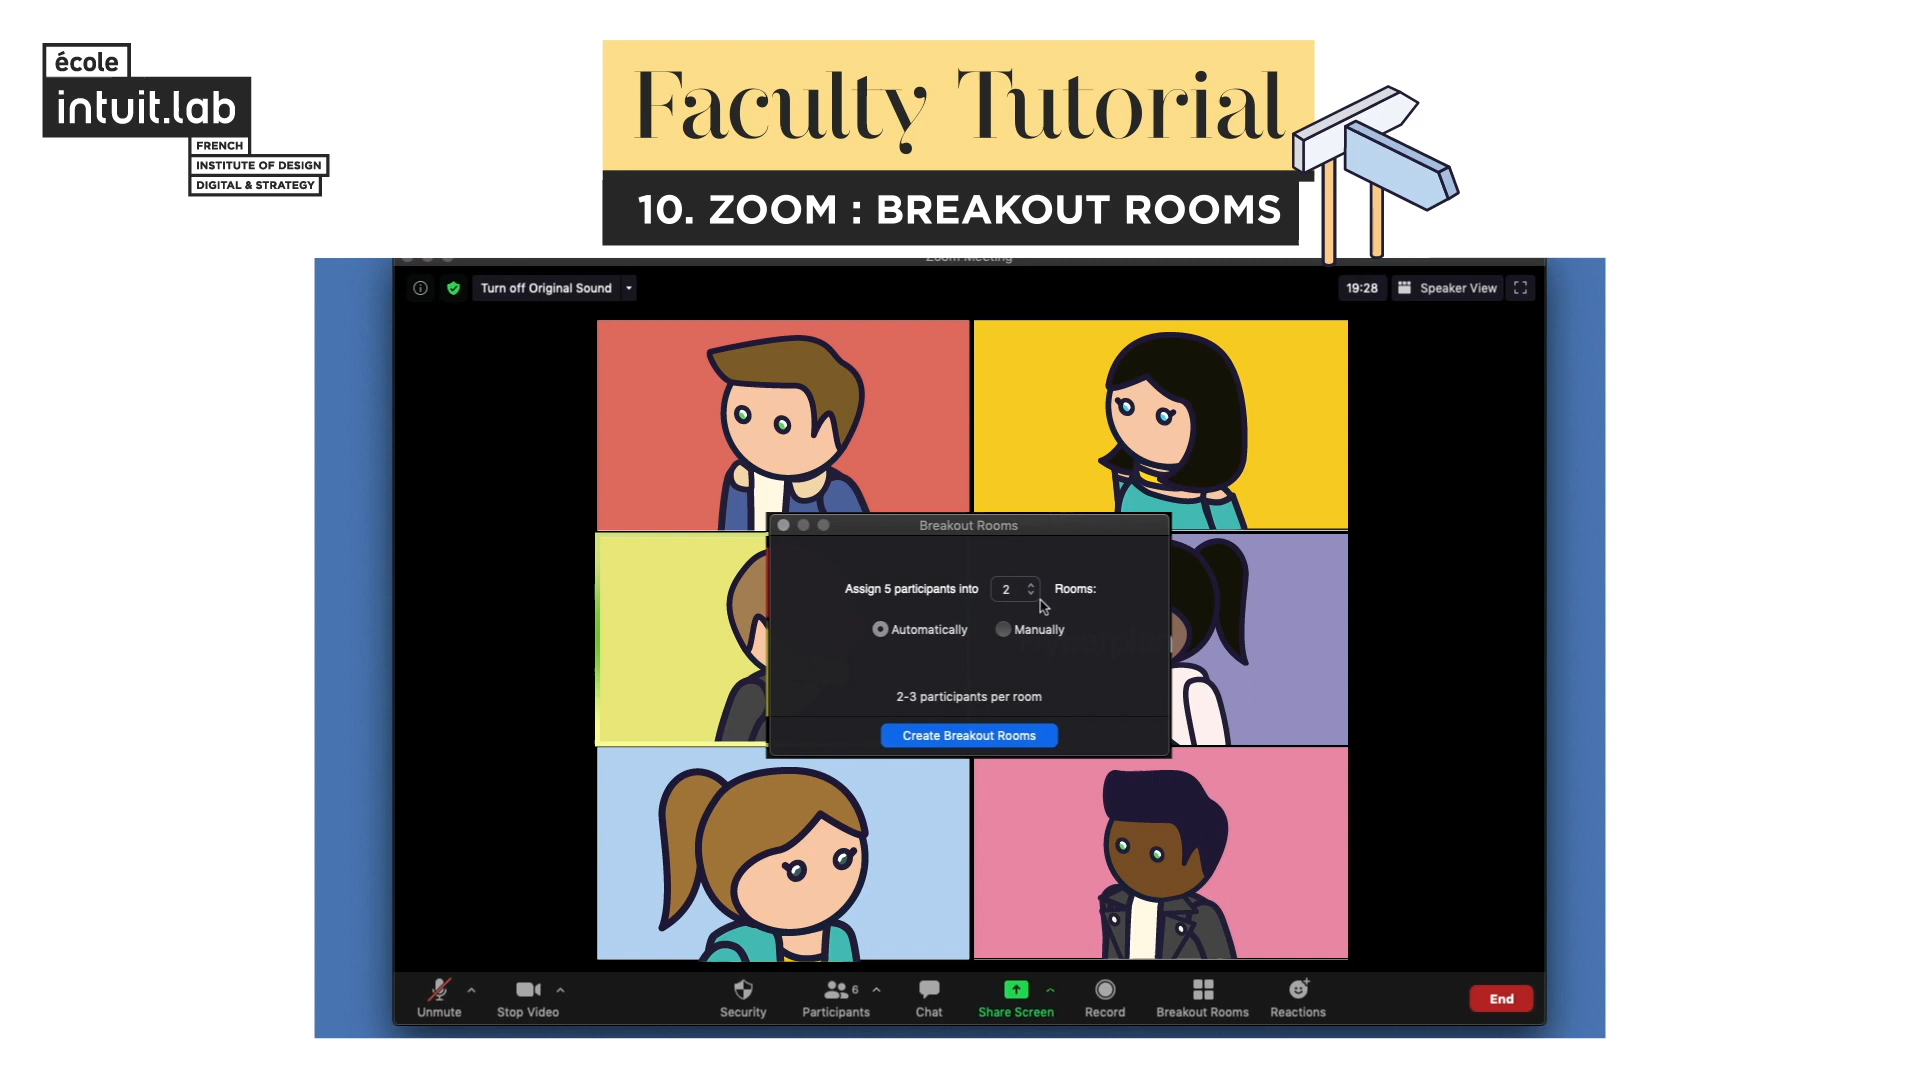 école
intuit.lab
FRENCH
INSTITUTE OF DESIGN
DIGITAL & STRATEGY
Faculty Tutorial
10. ZOOM : BREAKOUT ROOMS
Zoom Meeting
Turn off Original Sound
19:28
Speaker View
Breakout Rooms
Assign 5 participants into 2 Rooms:
Automatically Manually
2-3 participants per room
Create Breakout Rooms
6
Unmute Stop Video Security Participants Chat Share Screen Record Breakout Rooms Reactions
End